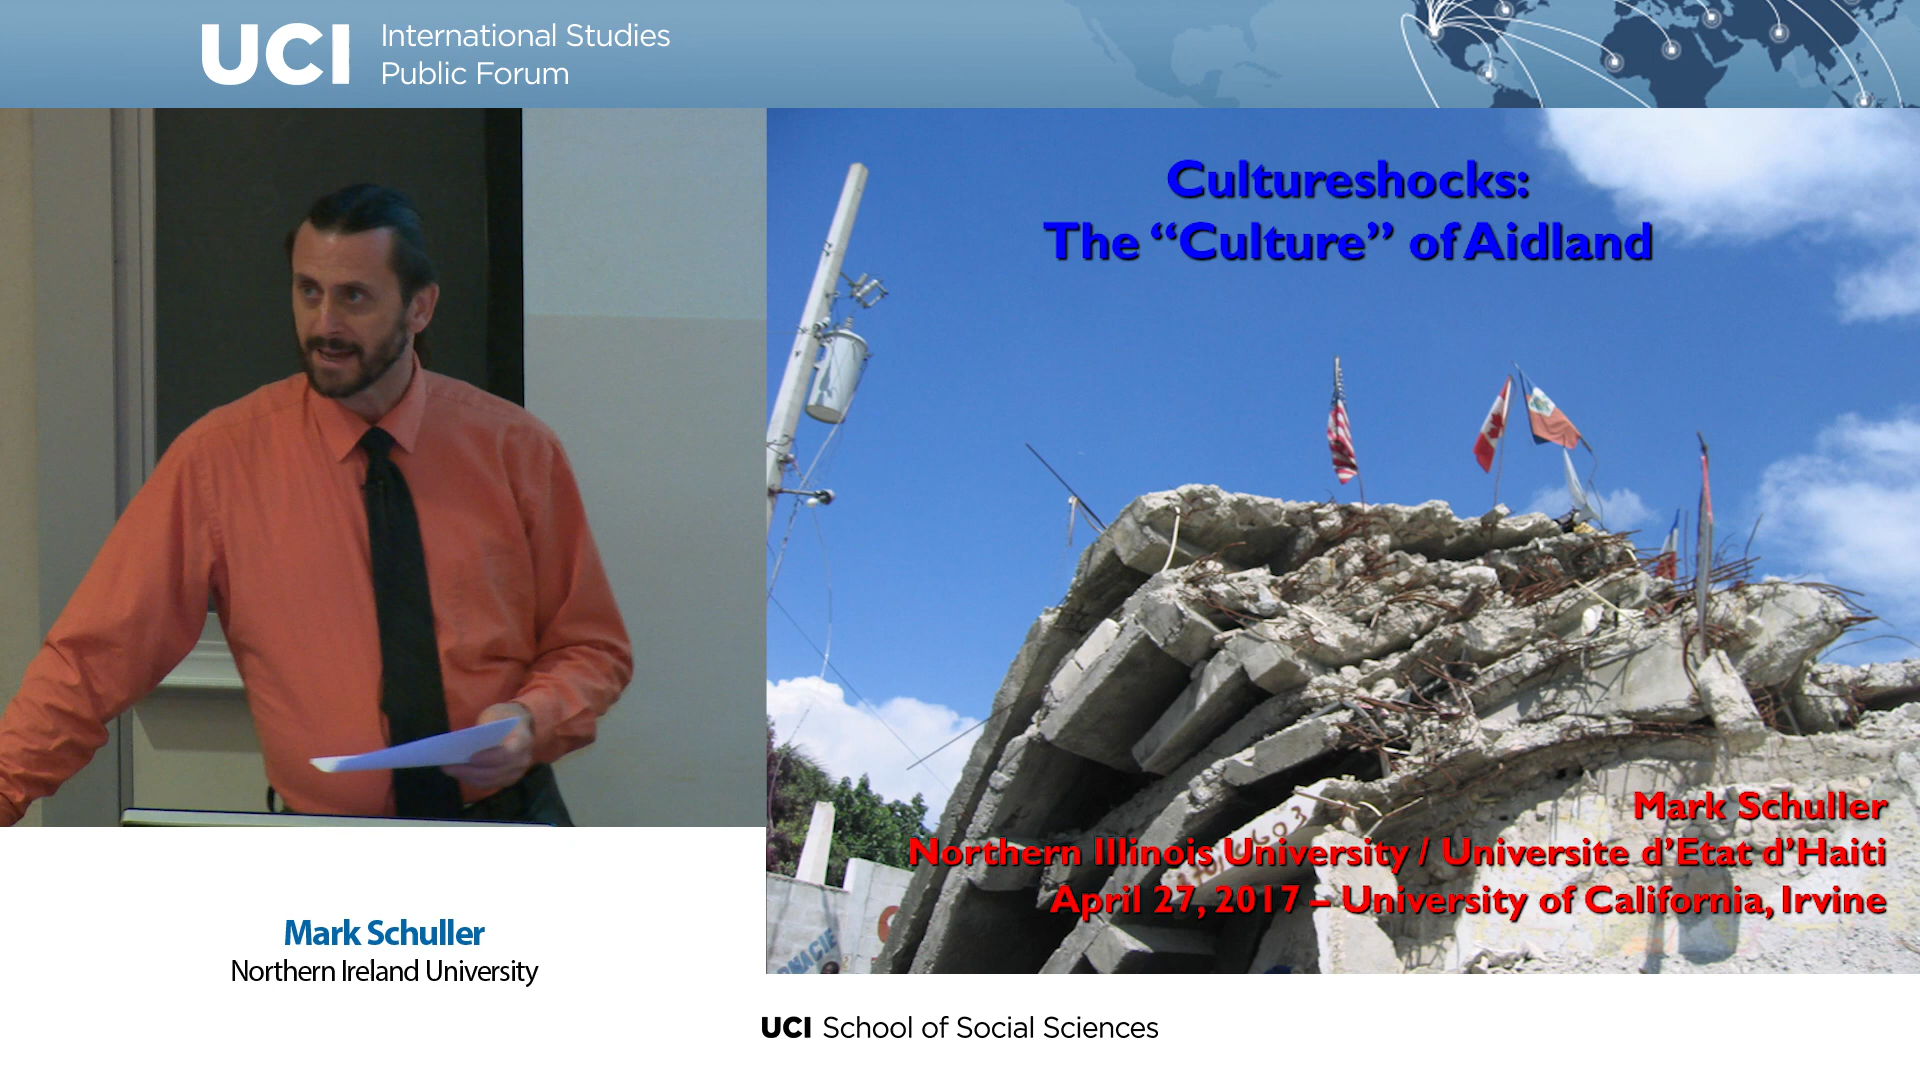 UCI International Studies
Public Forum
Cultureshocks:
The “Culture” of Aidland
Mark Schuller
Northern Illinois University / Universite d’Etat d’Haiti
April 27, 2017 – University of California, Irvine
Mark Schuller
Northern Ireland University
UCI School of Social Sciences